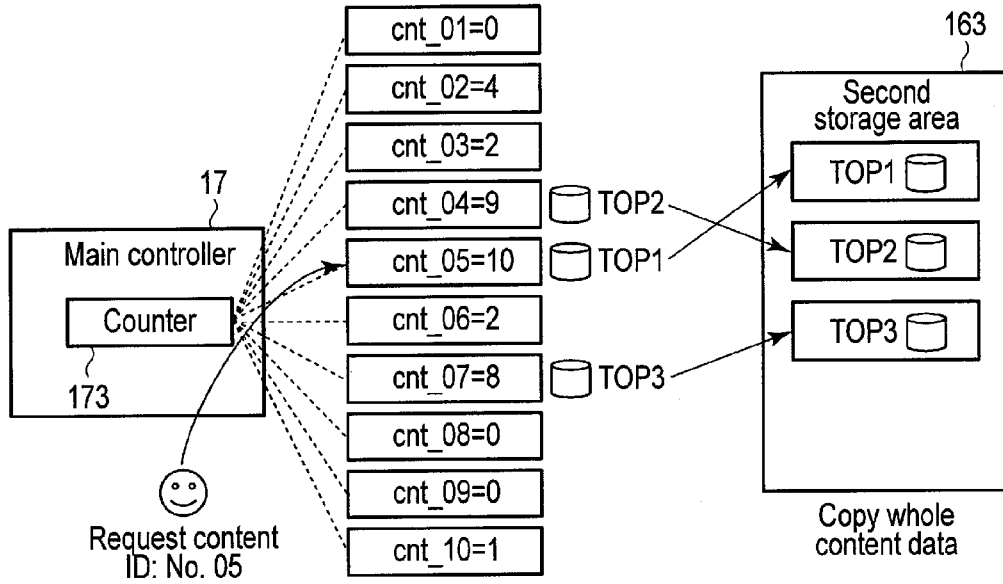 17
Main controller
Counter
173
Request content
ID: No. 05
cnt_01=0
cnt_02=4
cnt_03=2
cnt_04=9
TOP2
cnt_05=10
TOP1
cnt_06=2
cnt_07=8
TOP3
cnt_08=0
cnt_09=0
cnt_10=1
163
Second
storage area
TOP1
TOP2
TOP3
Copy whole
content data